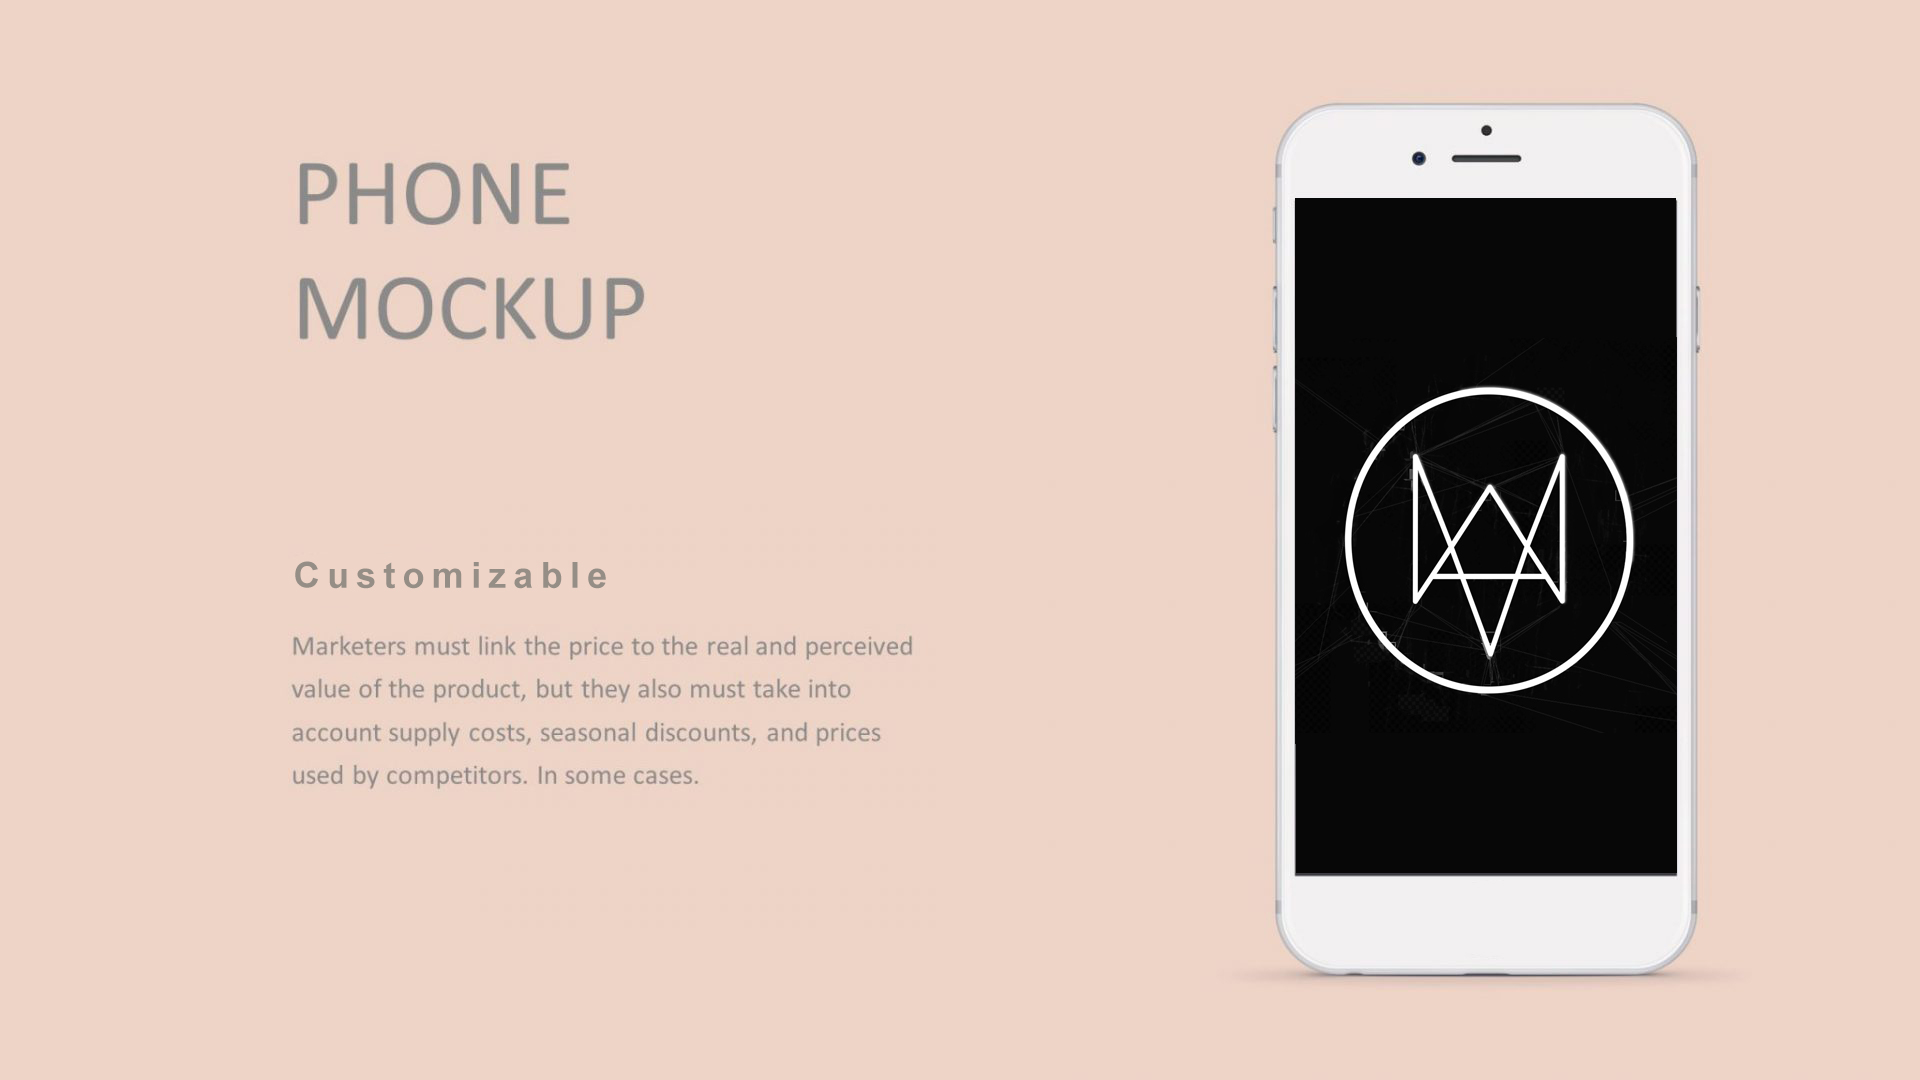 PHONE
MOCKUP
Customizable
Marketers must link the price to the real and perceived
value of the product, but they also must take into
account supply costs, seasonal discounts, and prices
used by competitors. In some cases.